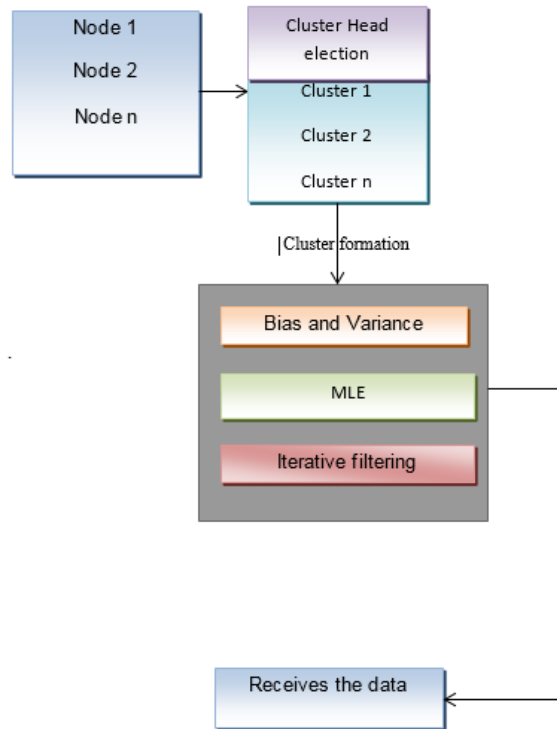 Node 1
Node 2
Node n
Cluster Head
election
Cluster 1
Cluster 2
Cluster n
|Cluster formation
Bias and Variance
.
MLE
Iterative filtering
Receives the data